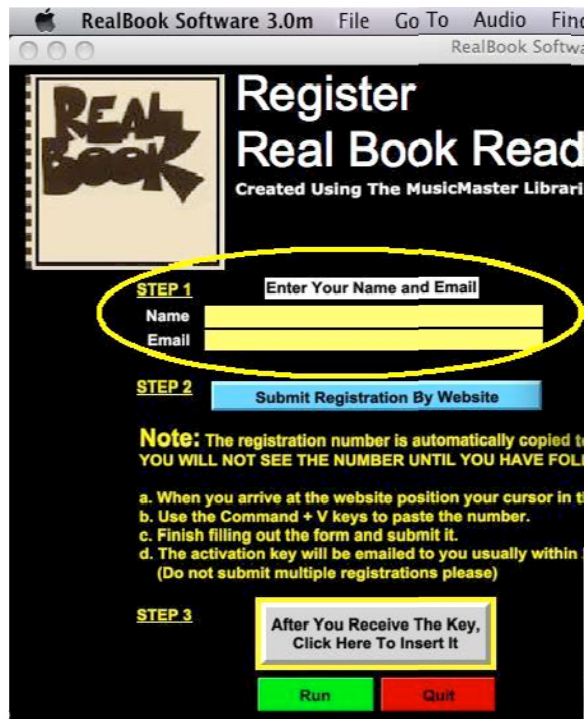 RealBook Software 3.0m File Go To Audio Find
RealBook Softwa
REAL
BOOK
Register
Real Book Read
Created Using The MusicMaster Librari
STEP 1 Enter Your Name and Email
Name
Email
STEP 2 Submit Registration By Website
Note: The registration number is automatically copied to
YOU WILL NOT SEE THE NUMBER UNTIL YOU HAVE FOLL
a. When you arrive at the website position your cursor in th
b. Use the Command + V keys to paste the number.
c. Finish filling out the form and submit it.
d. The activation key will be emailed to you usually within
(Do not submit multiple registrations please)
STEP 3 After You Receive The Key,
Click Here To Insert It
Run Quit